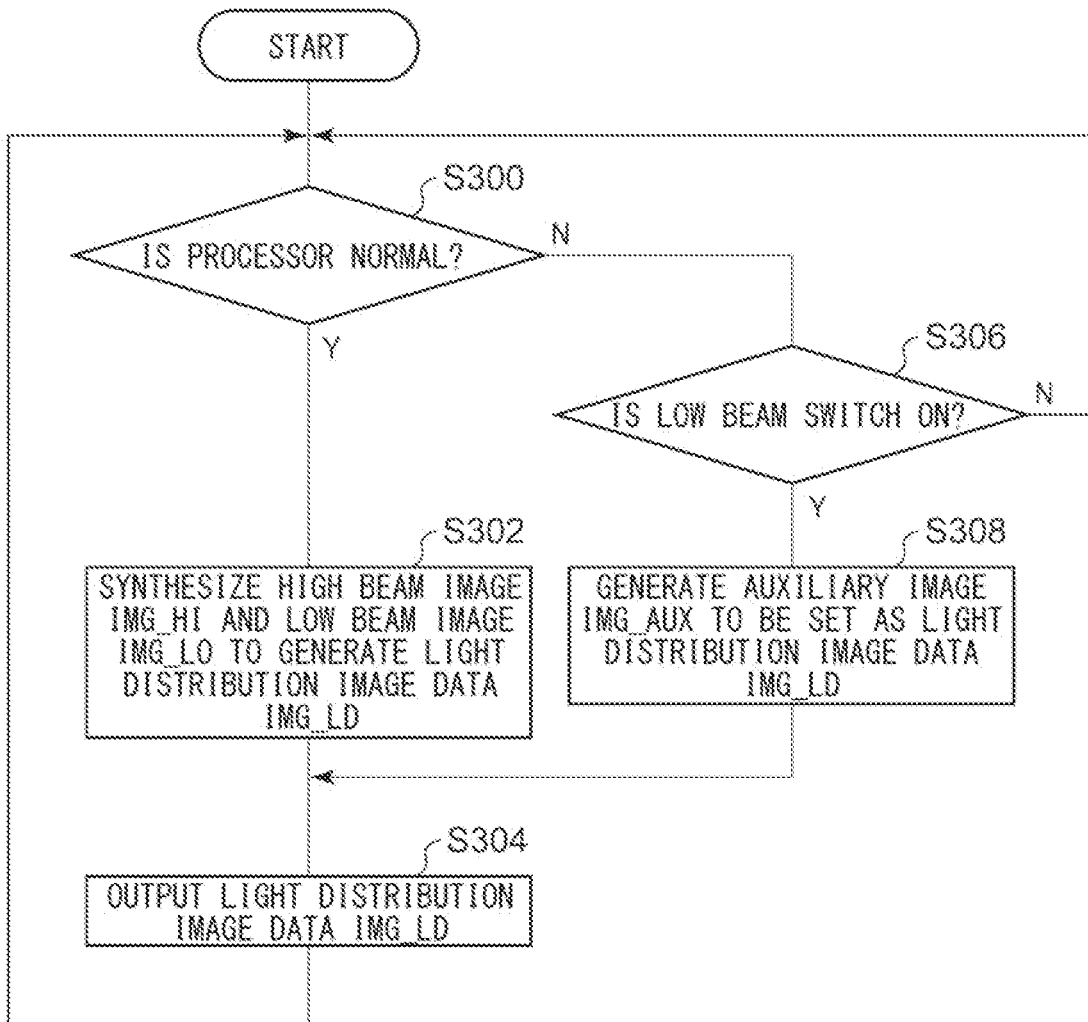 START
S300
IS PROCESSOR NORMAL?
N
Y
S306
IS LOW BEAM SWITCH ON?
N
Y
S302
SYNTHESIZE HIGH BEAM IMAGE
IMG_HI AND LOW BEAM IMAGE
IMG_LO TO GENERATE LIGHT
DISTRIBUTION IMAGE DATA
IMG_LD
S308
GENERATE AUXILIARY IMAGE
IMG_AUX TO BE SET AS LIGHT
DISTRIBUTION IMAGE DATA
IMG_LD
S304
OUTPUT LIGHT DISTRIBUTION
IMAGE DATA IMG_LD